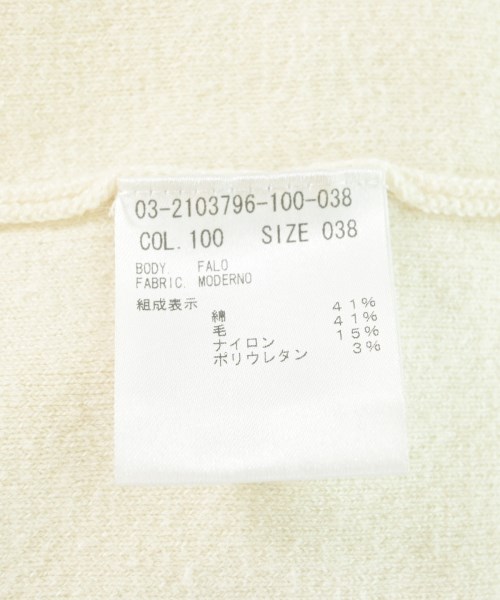 03-2103796-100-038
COL.100 SIZE 038
BODY. FALO
FABRIC. MODERNO
組成表示
綿 41%
毛 41%
ナイロン 15%
ポリウレタン 3%